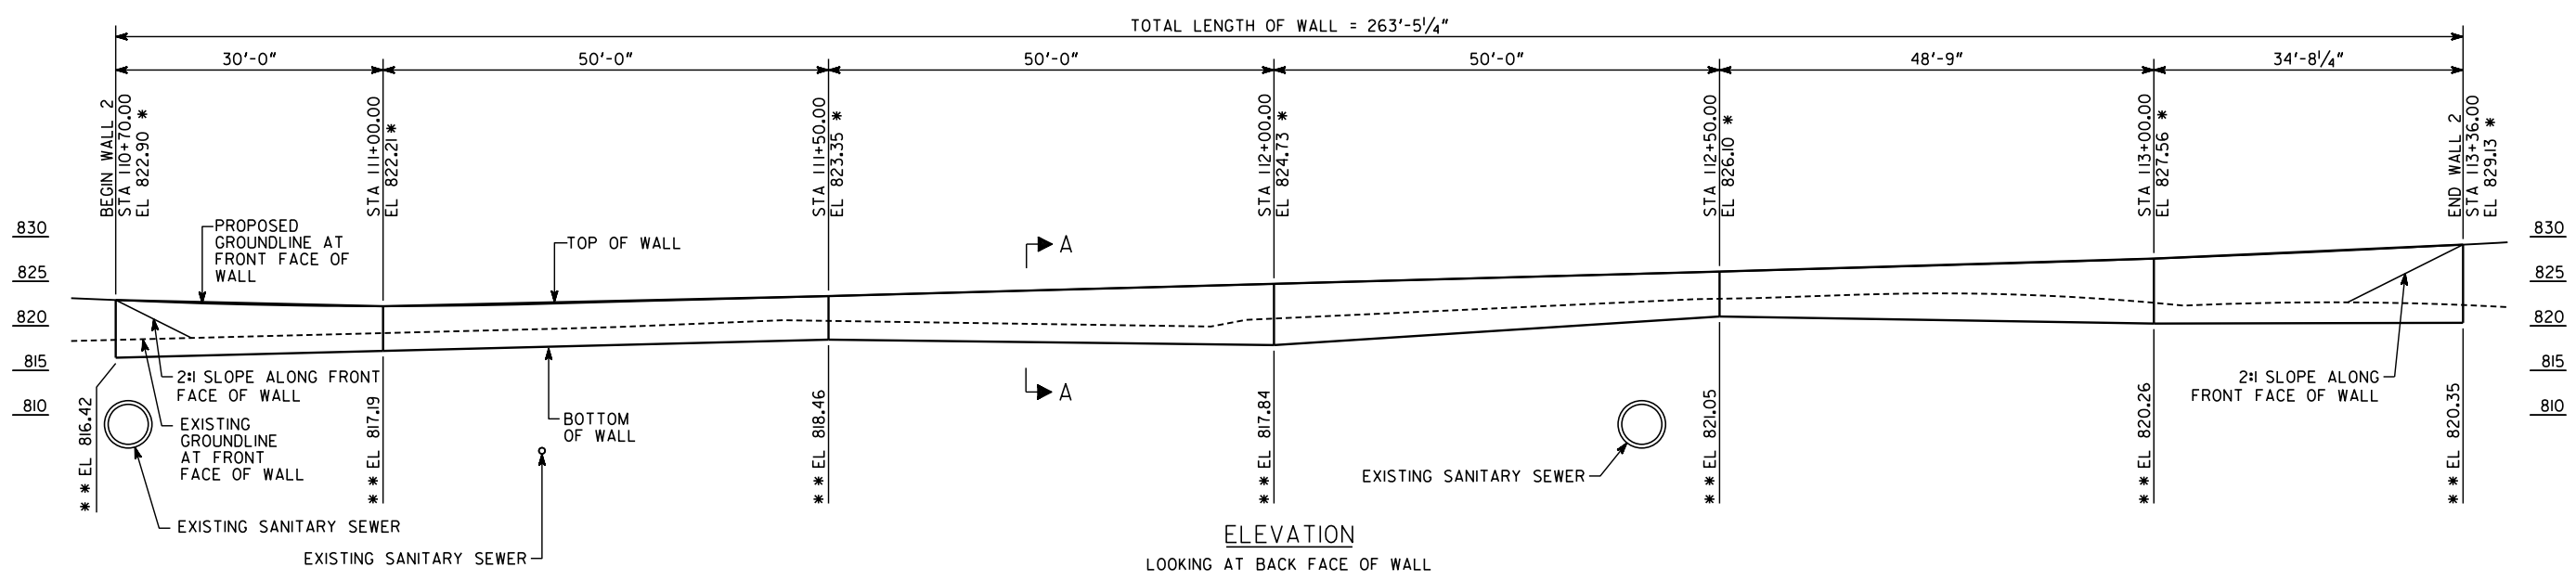 TOTAL LENGTH OF WALL = 263'-5 1/4"
30'-0"
50'-0"
50'-0"
50'-0"
48'-9"
34'-8 1/4"
BEGIN WALL 2
STA 110+70.00
EL 822.90 *
STA 111+00.00
EL 822.21 *
STA 111+50.00
EL 823.35 *
STA 112+00.00
EL 824.73 *
STA 112+50.00
EL 826.10 *
STA 113+00.00
EL 827.56 *
END WALL 2
STA 113+36.00
EL 829.13 *
830
825
820
815
810
PROPOSED
GROUNDLINE AT
FRONT FACE OF
WALL
TOP OF WALL
A
A
830
825
820
815
810
2:1 SLOPE ALONG FRONT
FACE OF WALL
EXISTING
GROUNDLINE
AT FRONT
FACE OF WALL
BOTTOM
OF WALL
2:1 SLOPE ALONG
FRONT FACE OF WALL
* * EL 816.42
* * EL 817.19
* * EL 818.46
* * EL 817.84
* * EL 821.05
* * EL 820.26
* * EL 820.35
EXISTING SANITARY SEWER
EXISTING SANITARY SEWER
EXISTING SANITARY SEWER
ELEVATION
LOOKING AT BACK FACE OF WALL